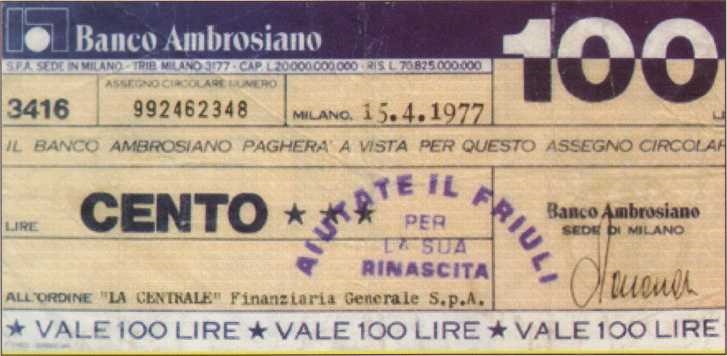 Banco Ambrosiano
100
S.P.A. SEDE IN MILANO - TRIB. MILANO 3177 - CAP. L. 20.000.000.000 - RIS. L. 70.825.000.000
ASSEGNO CIRCOLARE NUMERO
3416
992462348
MILANO, 15.4.1977
IL BANCO AMBROSIANO PAGHERA' A VISTA PER QUESTO ASSEGNO CIRCOLAR
LIRE CENTO ★ ★ ★
AIUTATE IL FRIULI
PER
LA SUA
RINASCITA
Banco Ambrosiano
SEDE DI MILANO
ALL'ORDINE "LA CENTRALE" Finanziaria Generale S.p.A.
★ VALE 100 LIRE ★ VALE 100 LIRE ★ VALE 100 LIRE